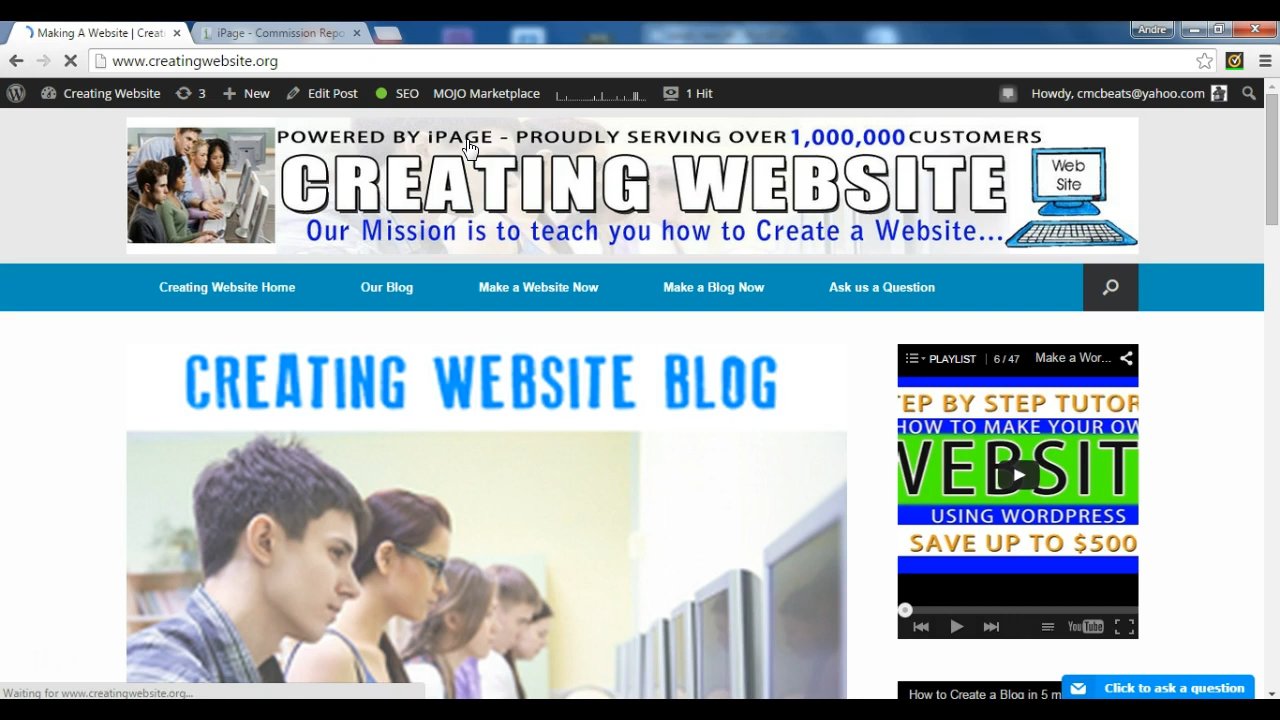 Making A Website | Creat
iPage - Commission Repo
Andre
www.creatingwebsite.org
Creating Website
3
New
Edit Post
SEO
MOJO Marketplace
1 Hit
Howdy, cmcbeats@yahoo.com
POWERED BY iPAGE - PROUDLY SERVING OVER 1,000,000 CUSTOMERS
CREATING WEBSITE
Our Mission is to teach you how to Create a Website...
Web
Site
Creating Website Home
Our Blog
Make a Website Now
Make a Blog Now
Ask us a Question
CREATING WEBSITE BLOG
PLAYLIST | 6 / 47 Make a Wor...
EP BY STEP TUTOR
HOW TO MAKE YOUR OW
WEBSIT
USING WORDPRESS
SAVE UP TO $500
YouTube
How to Create a Blog in 5 m
Click to ask a question
Waiting for www.creatingwebsite.org...